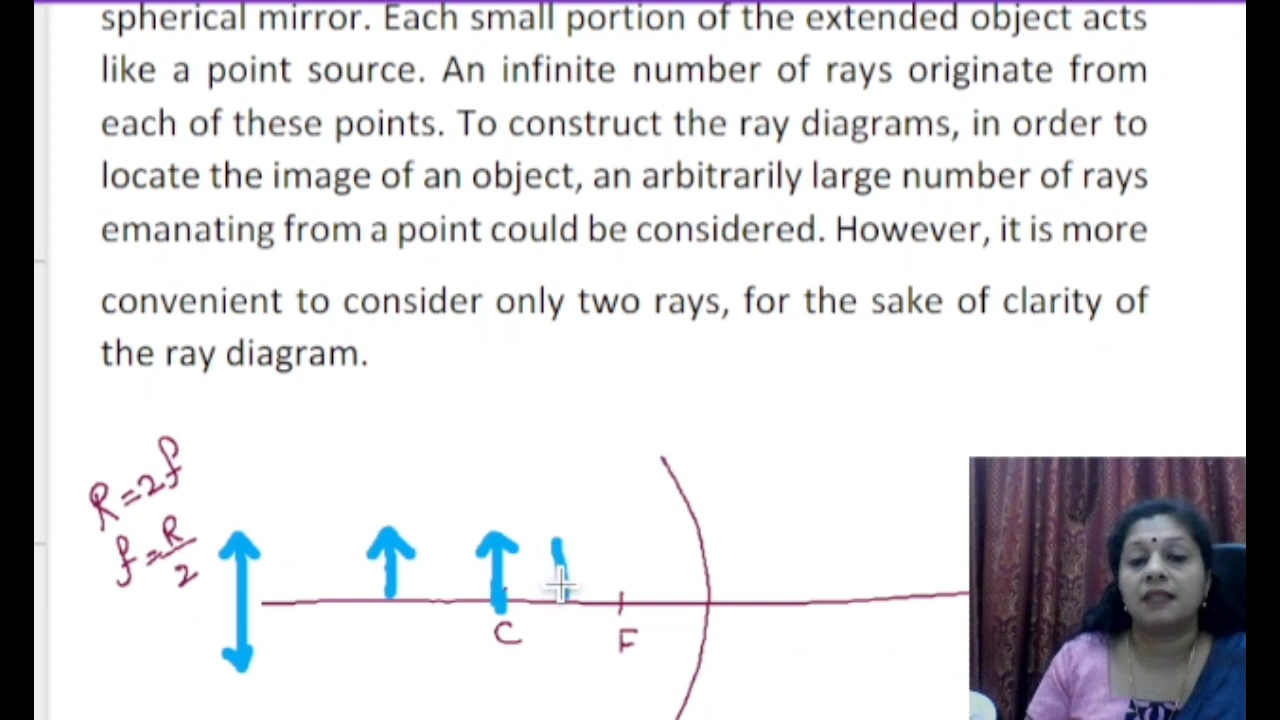 spherical mirror. Each small portion of the extended object acts
like a point source. An infinite number of rays originate from
each of these points. To construct the ray diagrams, in order to
locate the image of an object, an arbitrarily large number of rays
emanating from a point could be considered. However, it is more
convenient to consider only two rays, for the sake of clarity of
the ray diagram.
R=2f
f=R/2
C
F